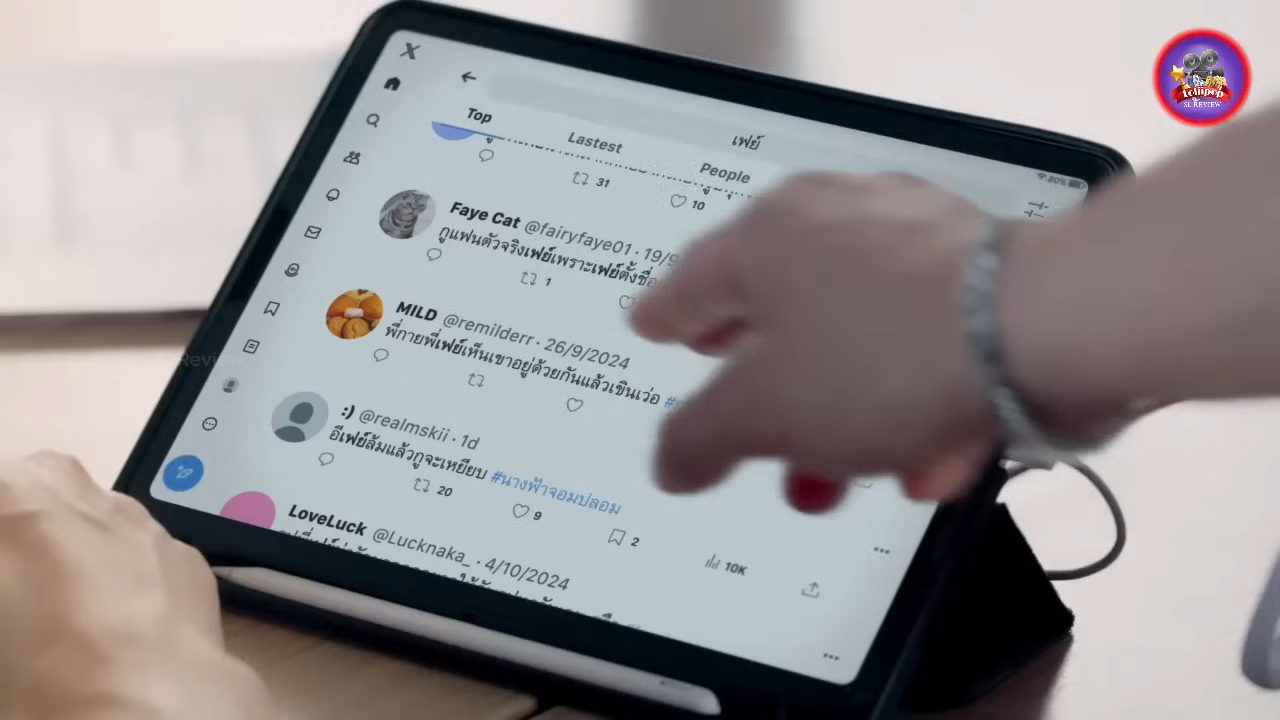 80%
เฟย์
Top
Lastest
People
31
10
Faye Cat @fairyfaye01 · 19/9
กูแฟนตัวจริงเฟย์เพราะเฟย์ตั้งชื่อ
1
MILD @remilderr · 26/9/2024
พี่กายพี่เฟย์เห็นเขาอยู่ด้วยกันแล้วเขินเว่อ
:) @realmskii · 1d
อีเฟย์ล้มแล้วกูจะเหยียบ #นางฟ้าจอมปลอม
20
9
2
10K
LoveLuck @Lucknaka_ · 4/10/2024
Lollipop
SL REVIEW
Review